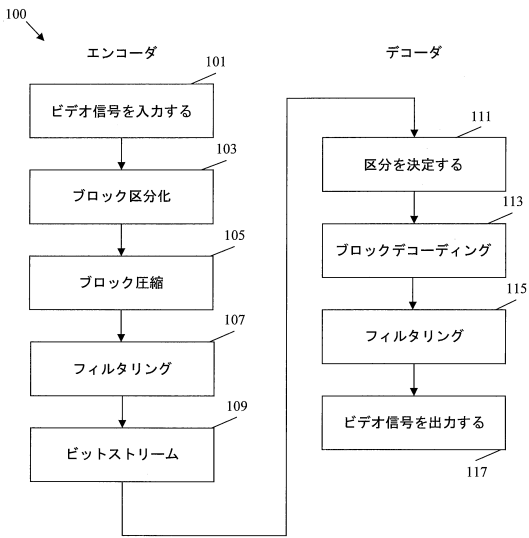 100
エンコーダ
101
ビデオ信号を入力する
103
ブロック区分化
105
ブロック圧縮
107
フィルタリング
109
ビットストリーム
デコーダ
111
区分を決定する
113
ブロックデコーディング
115
フィルタリング
ビデオ信号を出力する
117